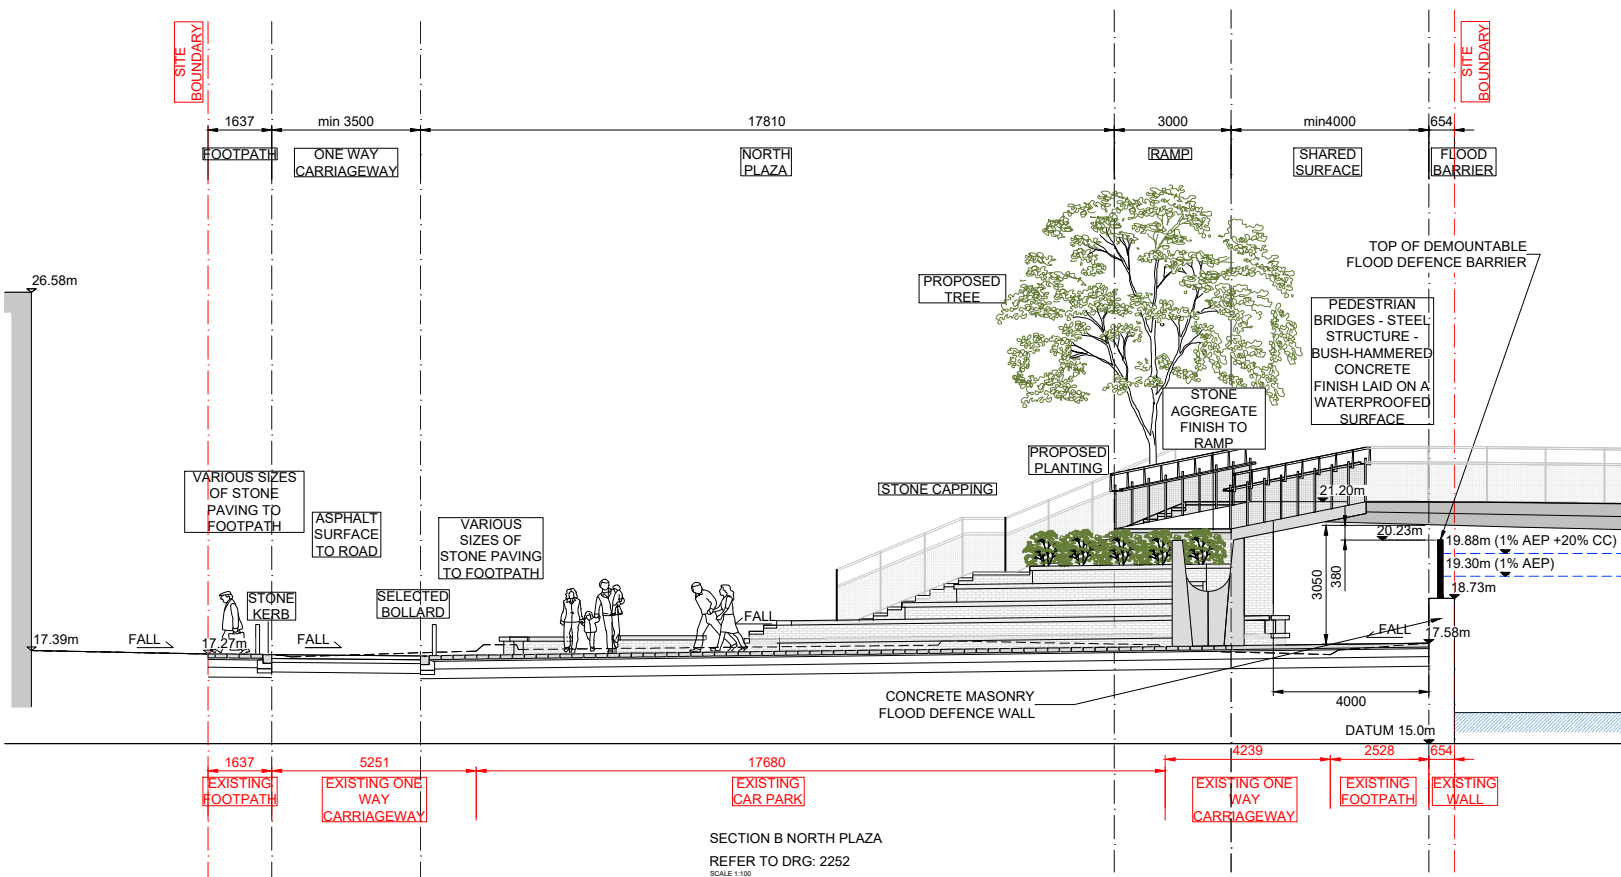 SITE
BOUNDARY
SITE
BOUNDARY
1637
min 3500
17810
3000
min4000
654
FOOTPATH
ONE WAY
CARRIAGEWAY
NORTH
PLAZA
RAMP
SHARED
SURFACE
FLOOD
BARRIER
TOP OF DEMOUNTABLE
FLOOD DEFENCE BARRIER
26.58m
PROPOSED
TREE
PEDESTRIAN
BRIDGES - STEEL
STRUCTURE -
BUSH-HAMMERED
CONCRETE
FINISH LAID ON A
WATERPROOFED
SURFACE
STONE
AGGREGATE
FINISH TO
RAMP
PROPOSED
PLANTING
STONE CAPPING
VARIOUS SIZES
OF STONE
PAVING TO
FOOTPATH
ASPHALT
SURFACE
TO ROAD
VARIOUS
SIZES OF
STONE PAVING
TO FOOTPATH
21.20m
20.23m
19.88m (1% AEP +20% CC)
19.30m (1% AEP)
18.73m
3050
380
STONE
KERB
SELECTED
BOLLARD
17.39m
FALL
17.27m
FALL
FALL
FALL
17.58m
4000
CONCRETE MASONRY
FLOOD DEFENCE WALL
DATUM 15.0m
1637
5251
17680
4239
2528
654
EXISTING
FOOTPATH
EXISTING ONE
WAY
CARRIAGEWAY
EXISTING
CAR PARK
EXISTING ONE
WAY
CARRIAGEWAY
EXISTING
FOOTPATH
EXISTING
WALL
SECTION B NORTH PLAZA
REFER TO DRG: 2252
SCALE 1:100